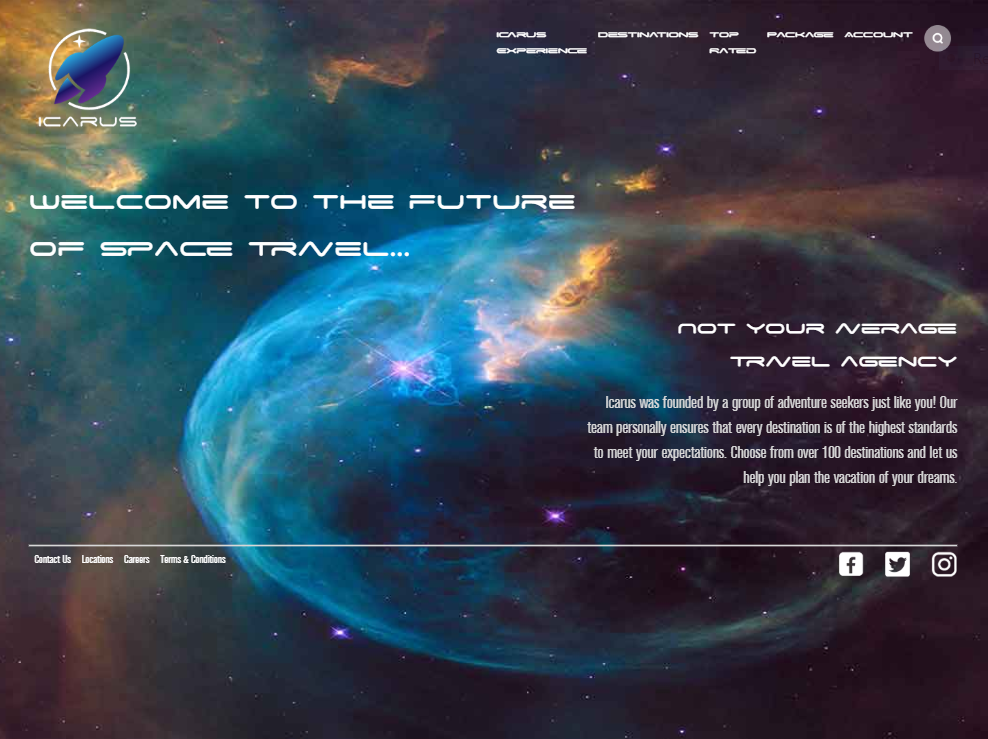 ICARUS
ICARUS DESTINATIONS TOP PACKAGE ACCOUNT
EXPERIENCE RATED
WELCOME TO THE FUTURE
OF SPACE TRAVEL...
NOT YOUR AVERAGE
TRAVEL AGENCY
Icarus was founded by a group of adventure seekers just like you! Our
team personally ensures that every destination is of the highest standards
to meet your expectations. Choose from over 100 destinations and let us
help you plan the vacation of your dreams.
Contact Us Locations Careers Terms & Conditions